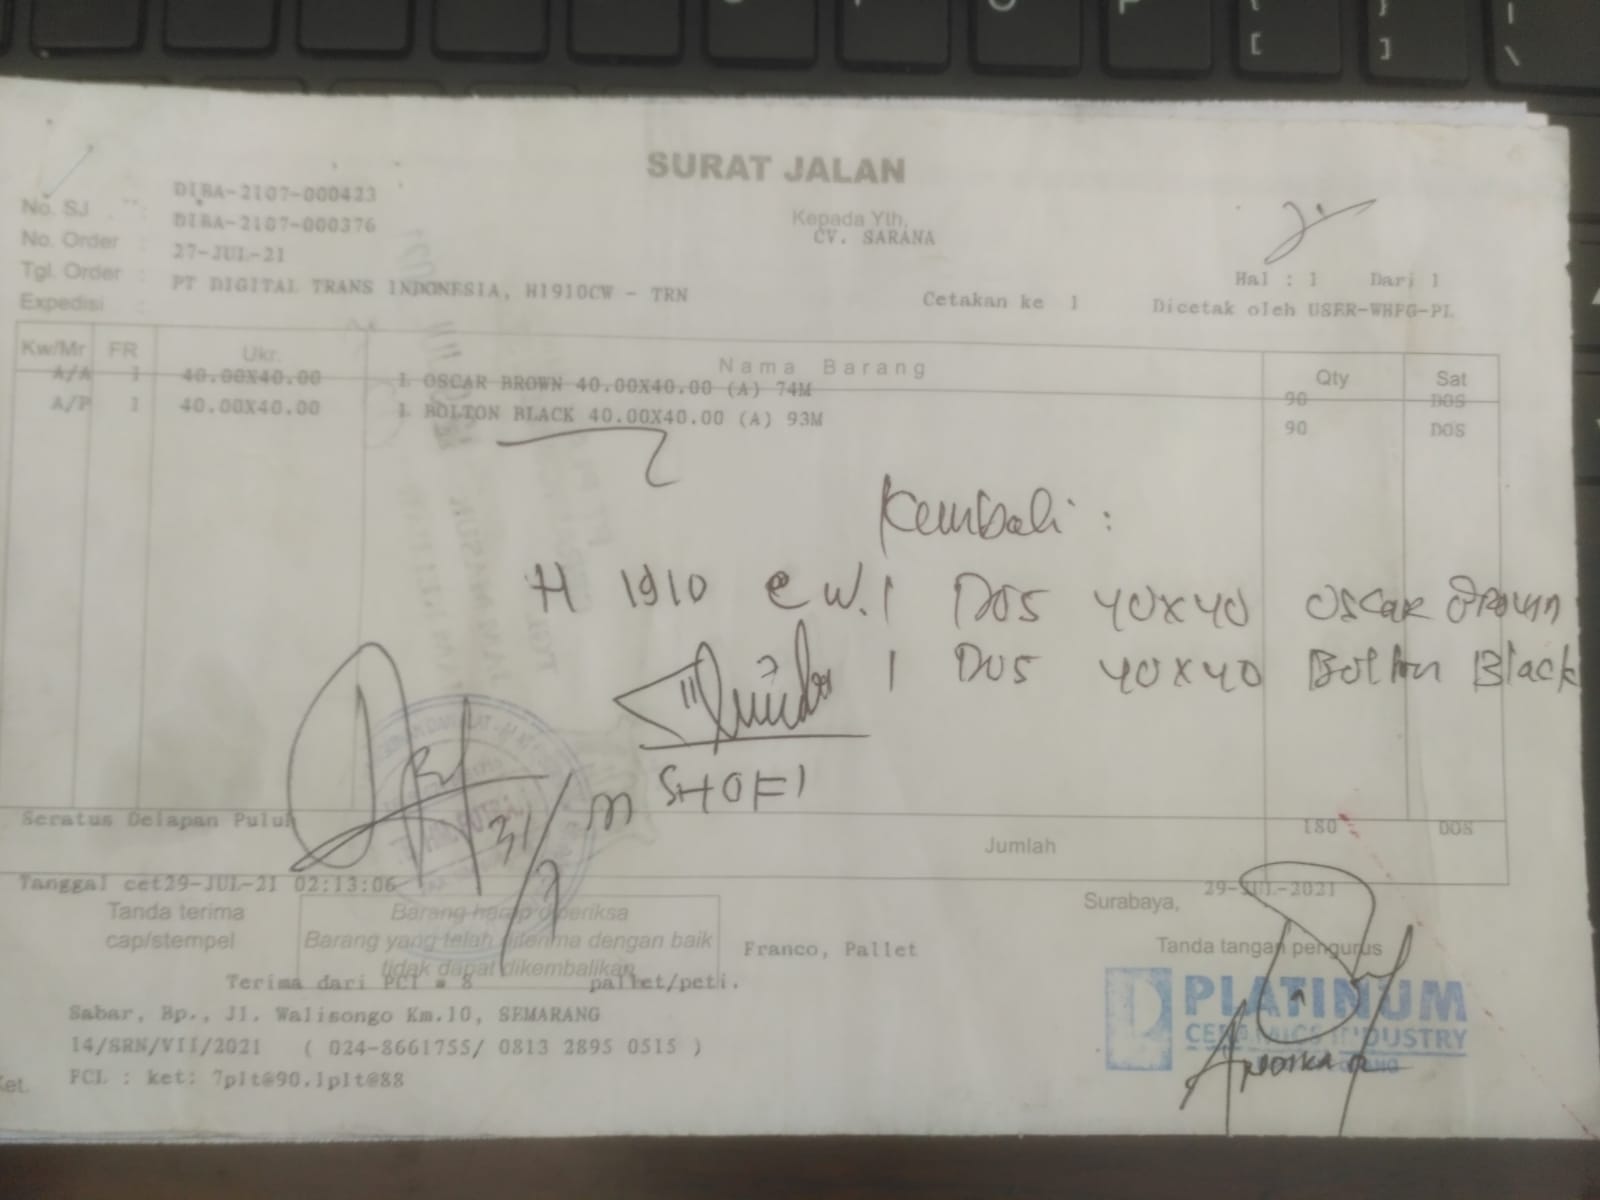 SURAT JALAN
No. SJ : DIBA-2107-000423
No. Order : DIBA-2107-000376
Tgl. Order : 27-JUL-21
Expedisi : PT DIGITAL TRANS INDONESIA, H1910CW - TRN
Kepada Yth,
CV. SARANA
Hal : 1 Dari 1
Cetakan ke 1 Dicetak oleh USER-WHFG-PL
Kw/Mr FR Ukr. Nama Barang Qty Sat
A/A 1 40.00X40.00 L OSCAR BROWN 40.00X40.00 (A) 74M 90 DOS
A/P 1 40.00X40.00 L BOLTON BLACK 40.00X40.00 (A) 93M 90 DOS
Kembali :
H 1910 CW. 1 DOS 40x40 Oscar Brown
1 DOS 40x40 Bolton Black
SHOFI
31/7
Seratus Delapan Puluh
Jumlah 180 DOS
Tanggal cet29-JUL-21 02:13:06
Surabaya, 29-JUL-2021
Tanda terima
cap/stempel
Barang harap diperiksa
Barang yang telah diterima dengan baik
tidak dapat dikembalikan
Franco, Pallet
Tanda tangan pengurus
Terima dari PCI = 8 pallet/peti.
PLATINUM
CERAMICS INDUSTRY
Sabar, Bp., Jl. Walisongo Km.10, SEMARANG
14/SRN/VII/2021 ( 024-8661755/ 0813 2895 0515 )
Ket. FCL : ket: 7plt@90.1plt@88